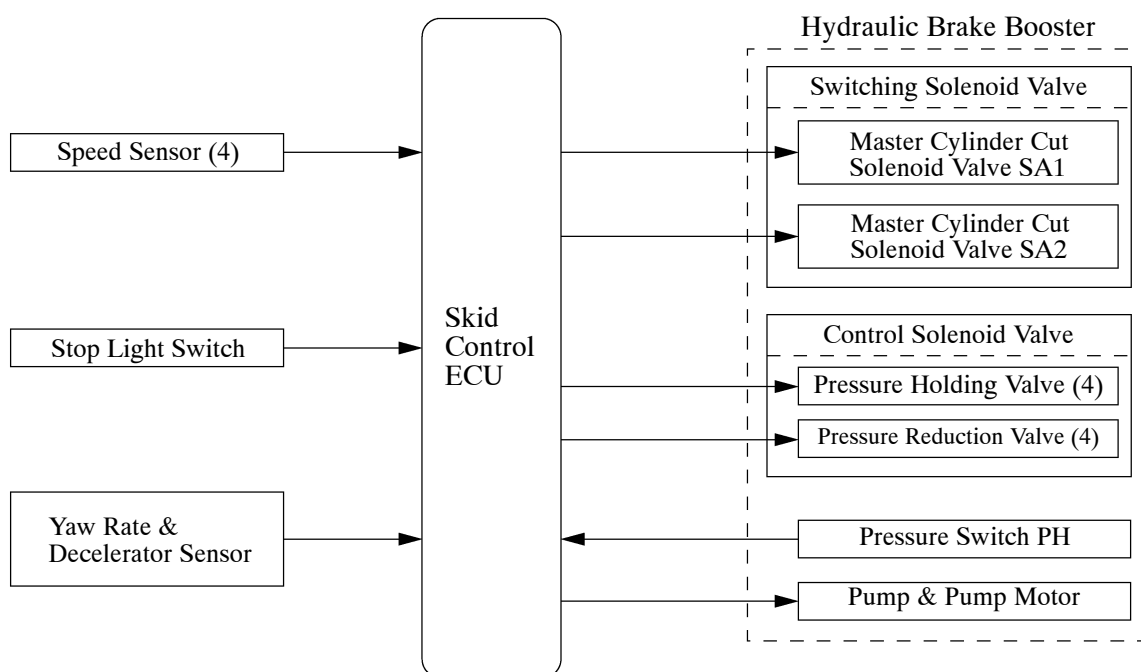 Hydraulic Brake Booster
Switching Solenoid Valve
Speed Sensor (4)
Master Cylinder Cut
Solenoid Valve SA1
Master Cylinder Cut
Solenoid Valve SA2
Stop Light Switch
Skid
Control
ECU
Control Solenoid Valve
Pressure Holding Valve (4)
Pressure Reduction Valve (4)
Yaw Rate &
Decelerator Sensor
Pressure Switch PH
Pump & Pump Motor